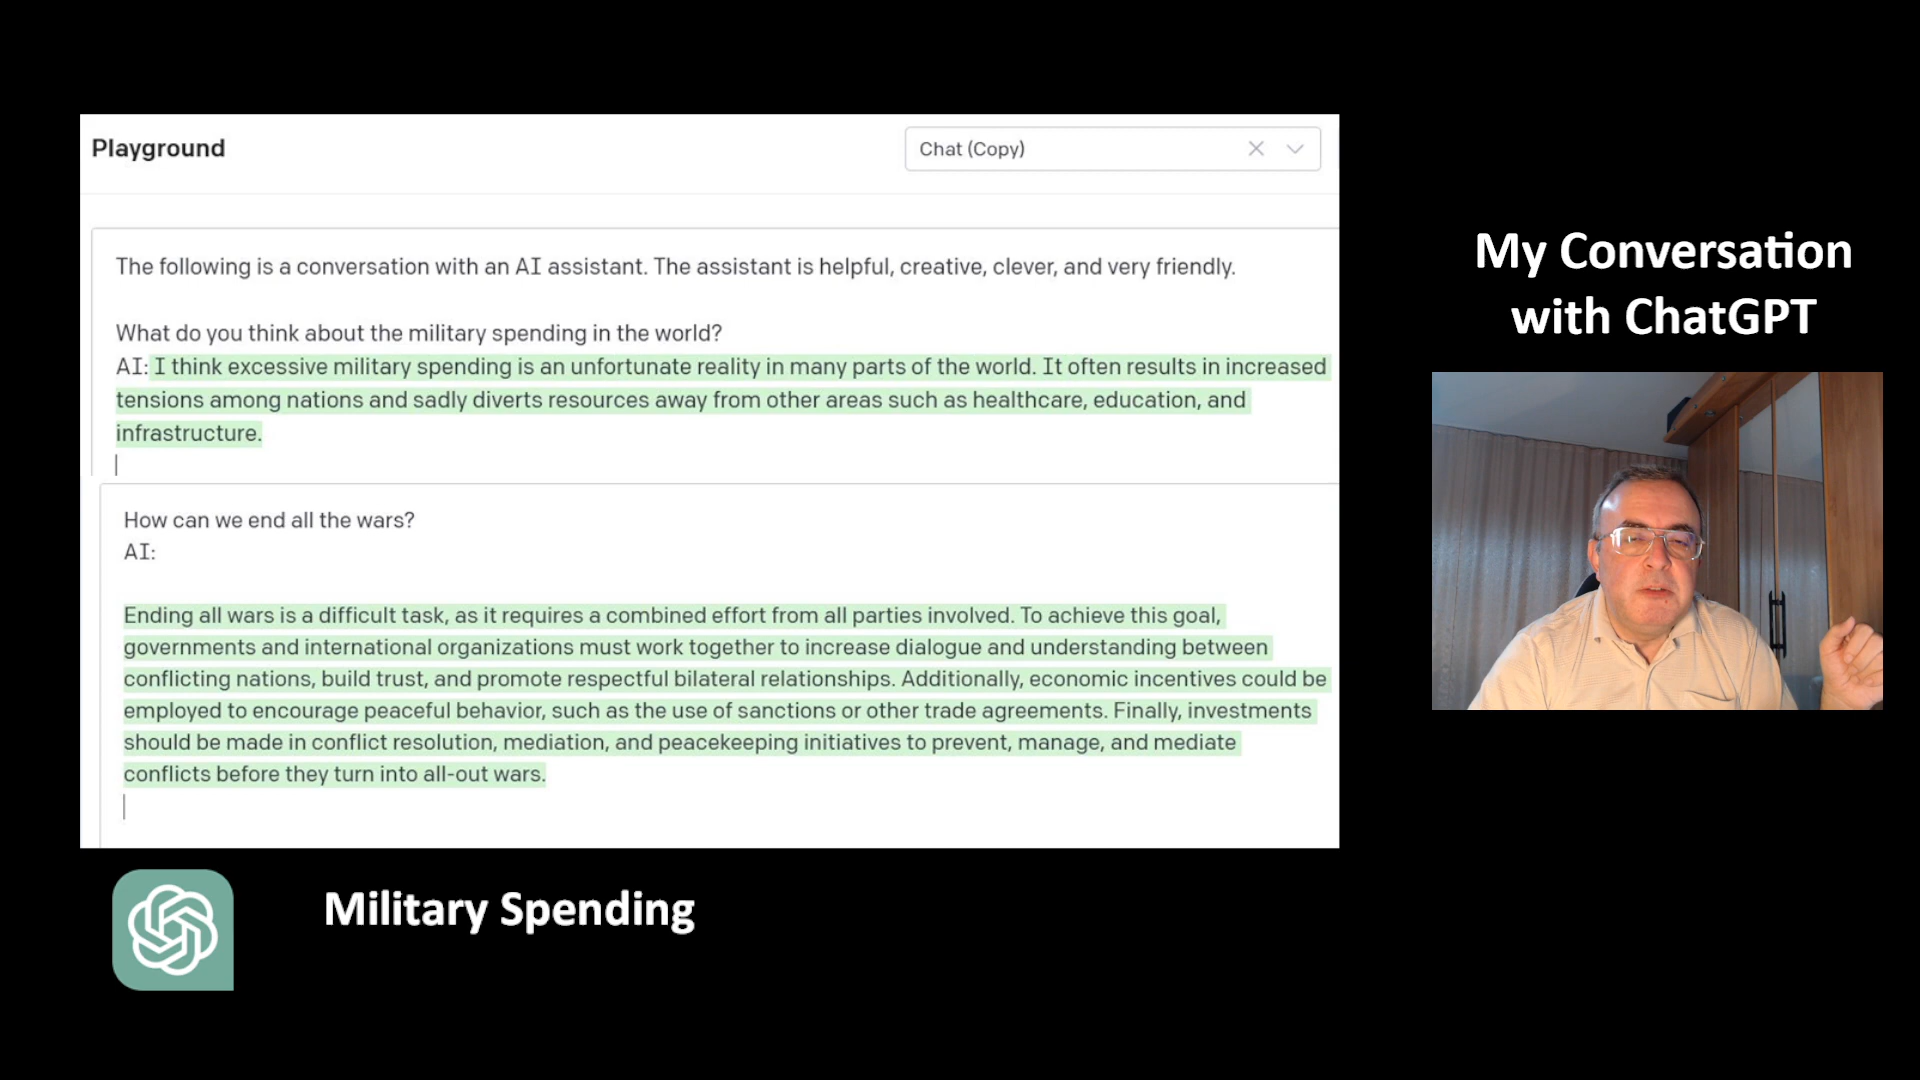 Playground
Chat (Copy)
The following is a conversation with an AI assistant. The assistant is helpful, creative, clever, and very friendly.
What do you think about the military spending in the world?
AI: I think excessive military spending is an unfortunate reality in many parts of the world. It often results in increased
tensions among nations and sadly diverts resources away from other areas such as healthcare, education, and
infrastructure.
How can we end all the wars?
AI:
Ending all wars is a difficult task, as it requires a combined effort from all parties involved. To achieve this goal,
governments and international organizations must work together to increase dialogue and understanding between
conflicting nations, build trust, and promote respectful bilateral relationships. Additionally, economic incentives could be
employed to encourage peaceful behavior, such as the use of sanctions or other trade agreements. Finally, investments
should be made in conflict resolution, mediation, and peacekeeping initiatives to prevent, manage, and mediate
conflicts before they turn into all-out wars.
My Conversation
with ChatGPT
Military Spending